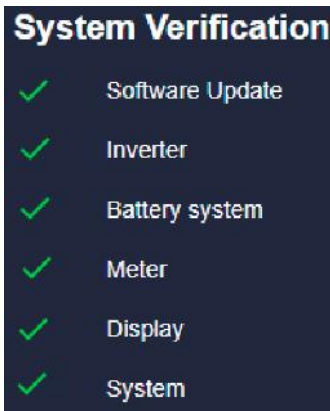 System Verification
Software Update
Inverter
Battery system
Meter
Display
System